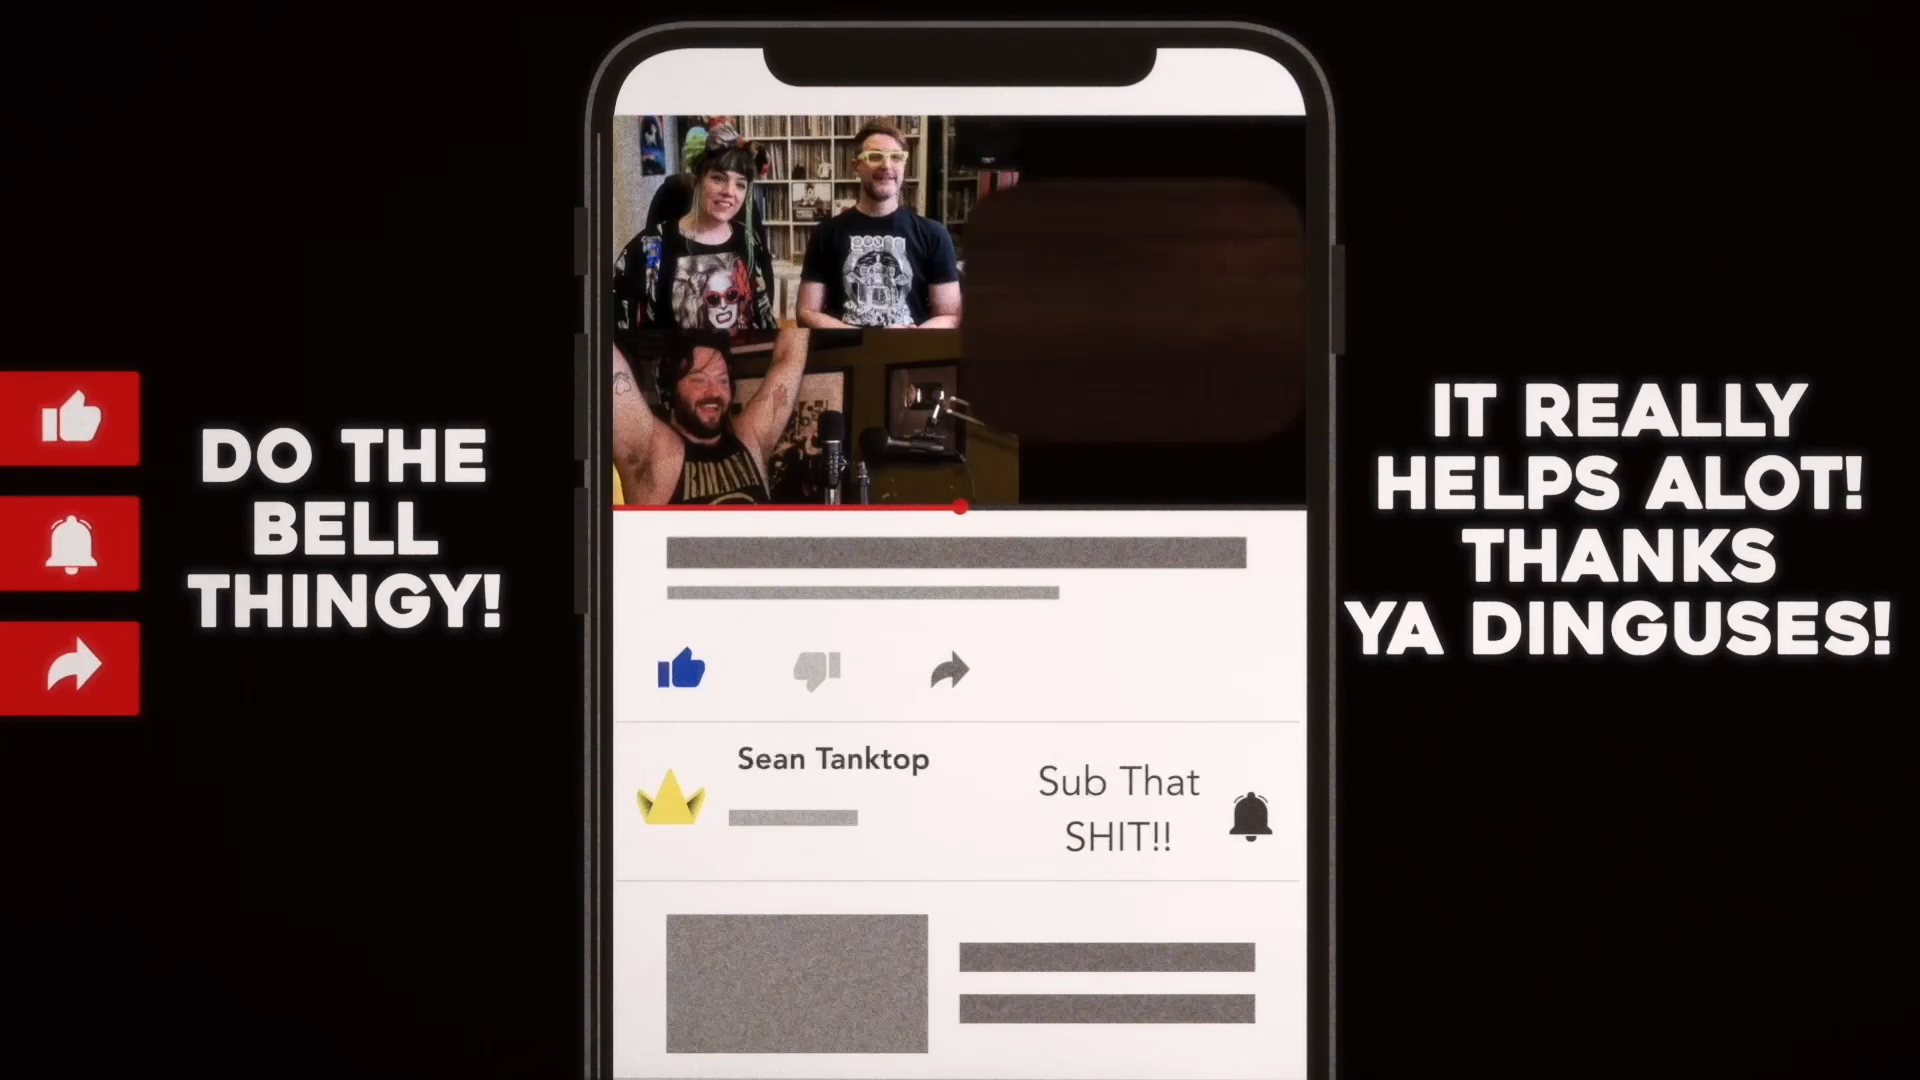 DO THE
BELL
THINGY!
IT REALLY
HELPS ALOT!
THANKS
YA DINGUSES!
Sean Tanktop
Sub That
SHIT!!